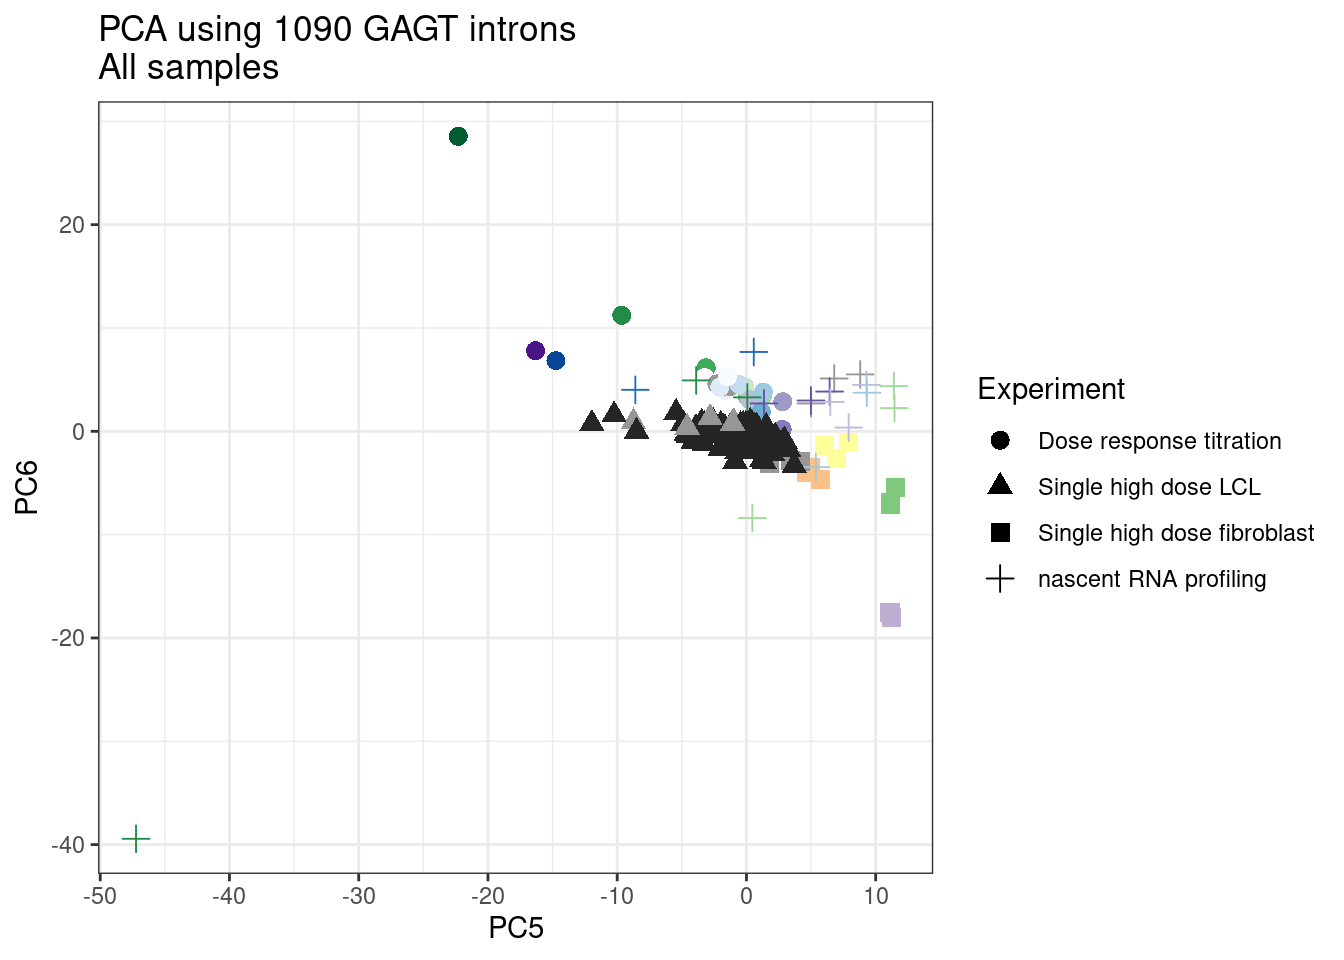 PCA using 1090 GAGT introns
All samples
20
0
-20
-40
PC6
-50
-40
-30
-20
-10
0
10
PC5
Experiment
Dose response titration
Single high dose LCL
Single high dose fibroblast
nascent RNA profiling